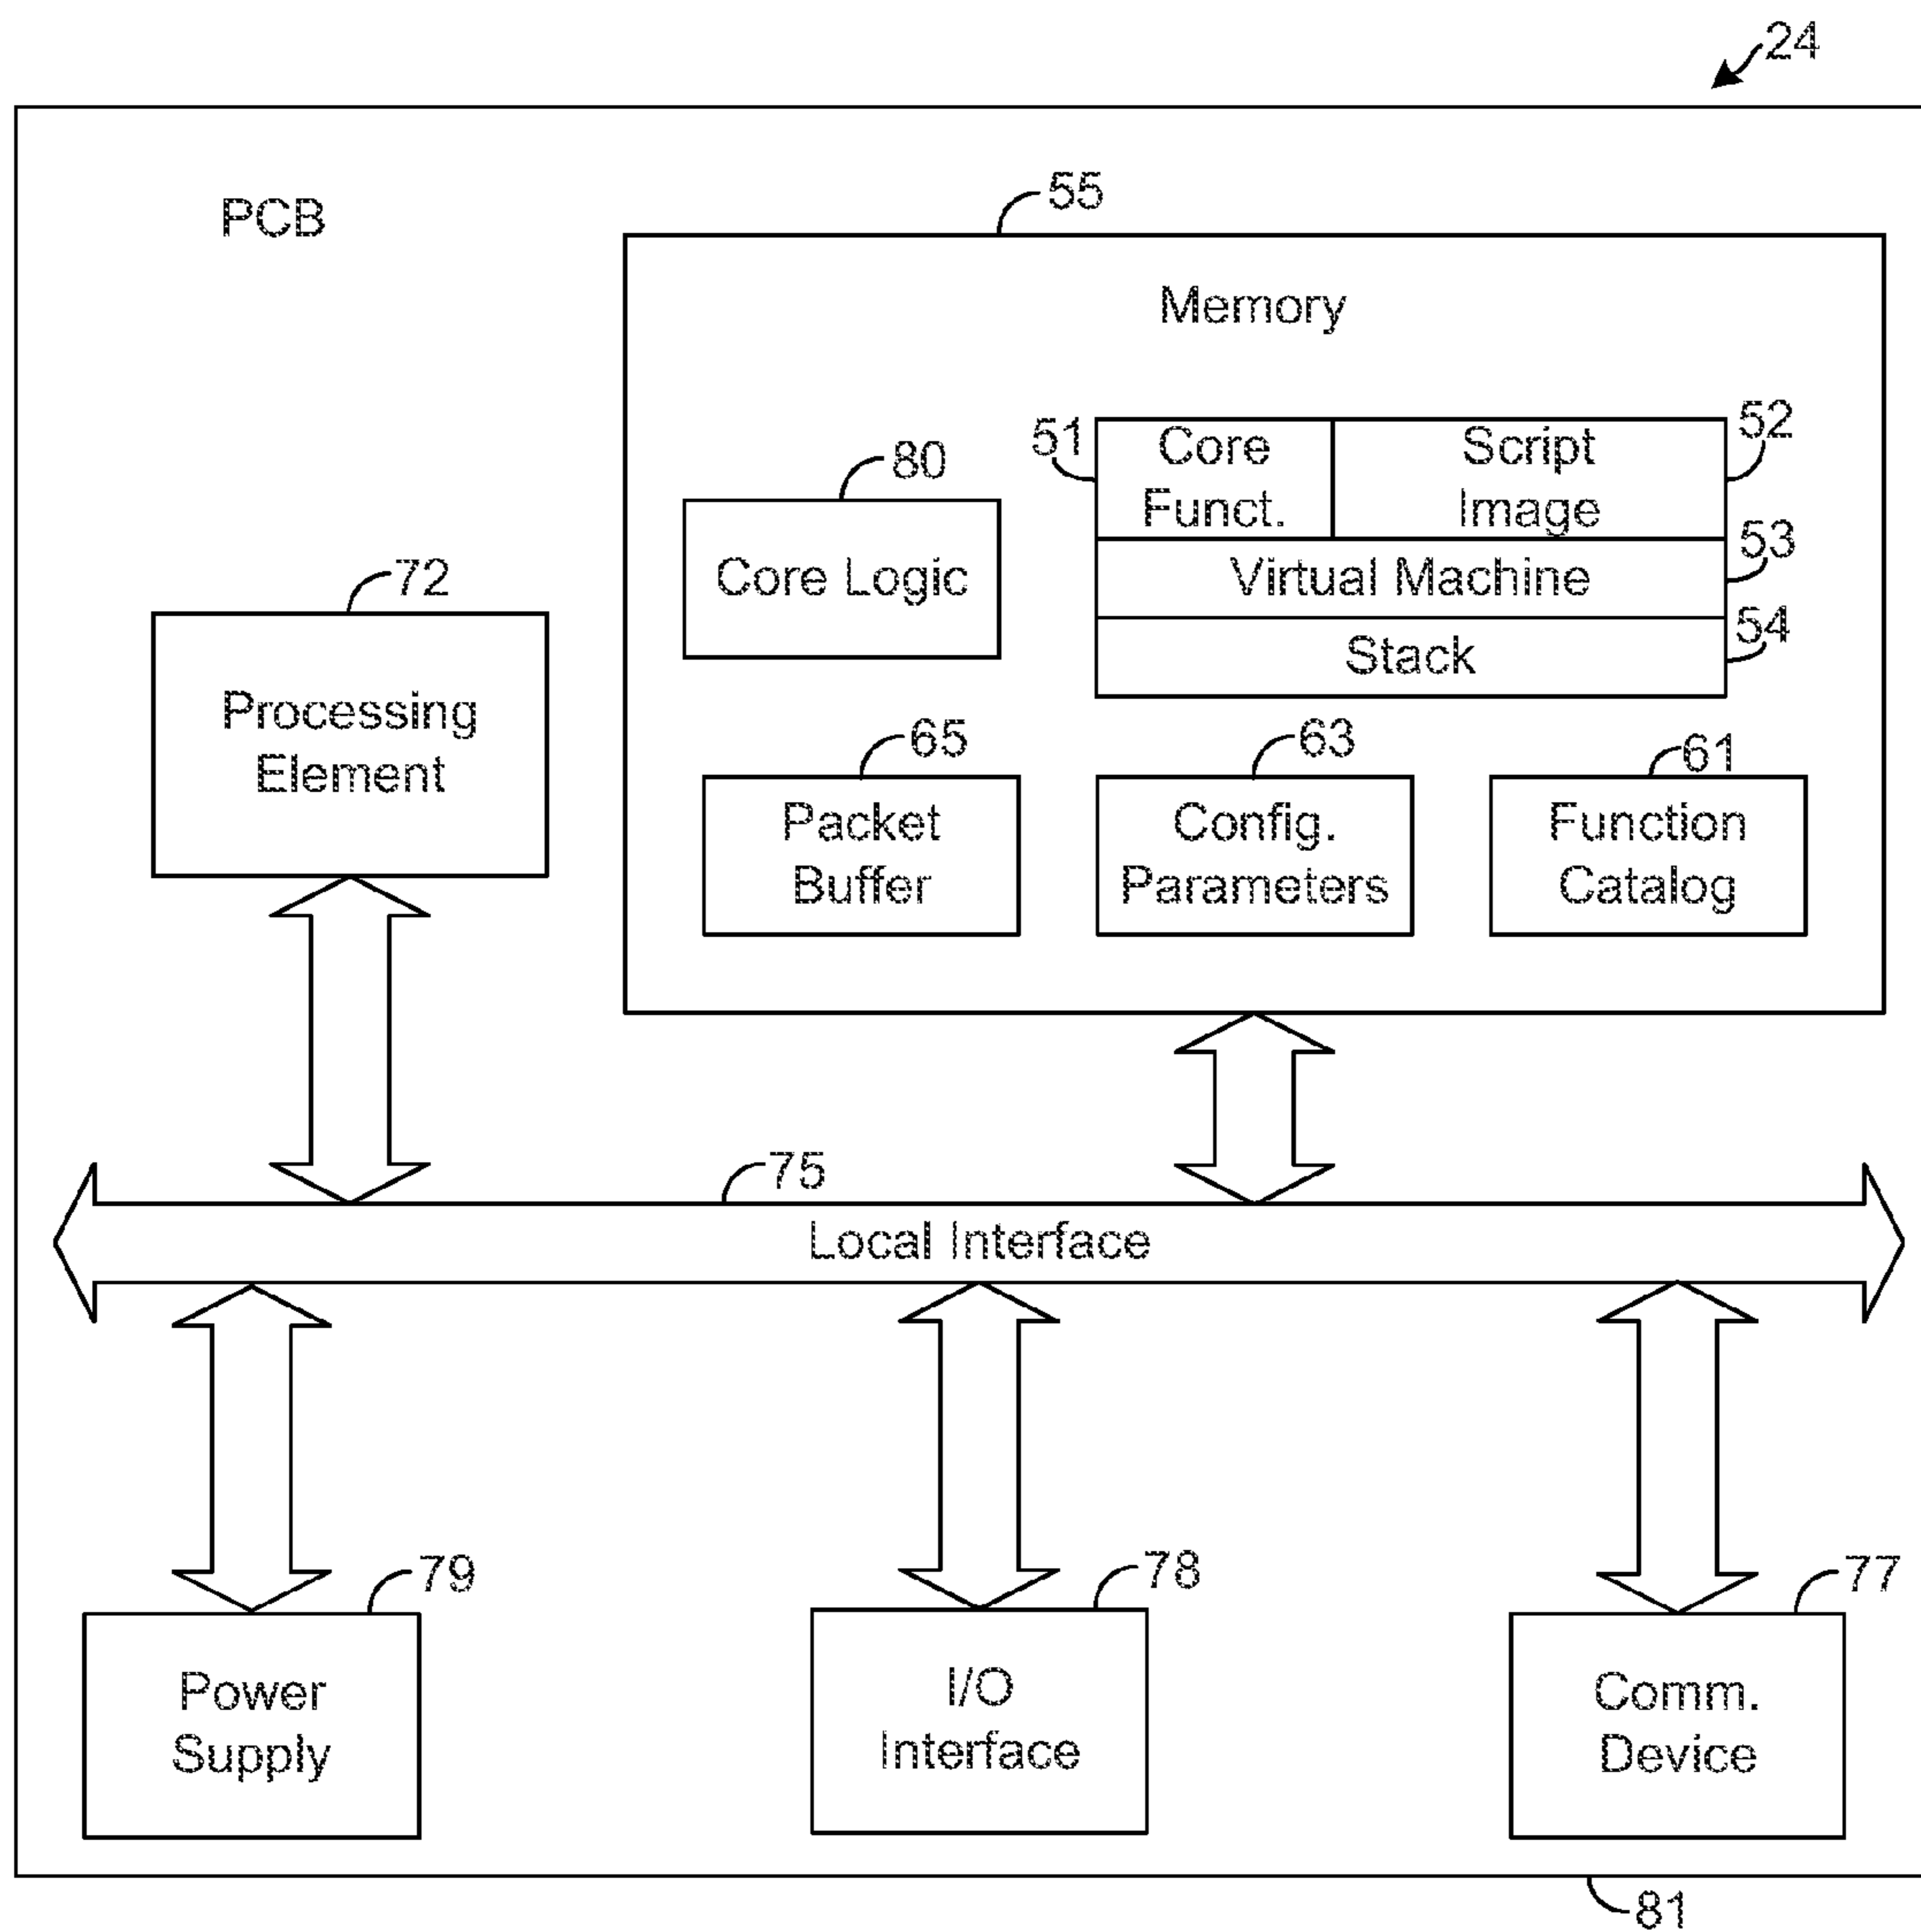 24
PCB
55
Memory
51
Core
Funct.
Script
Image
52
80
Core Logic
Virtual Machine
53
Stack
54
72
Processing
Element
65
Packet
Buffer
63
Config.
Parameters
61
Function
Catalog
75
Local Interface
79
Power
Supply
78
I/O
Interface
77
Comm.
Device
81